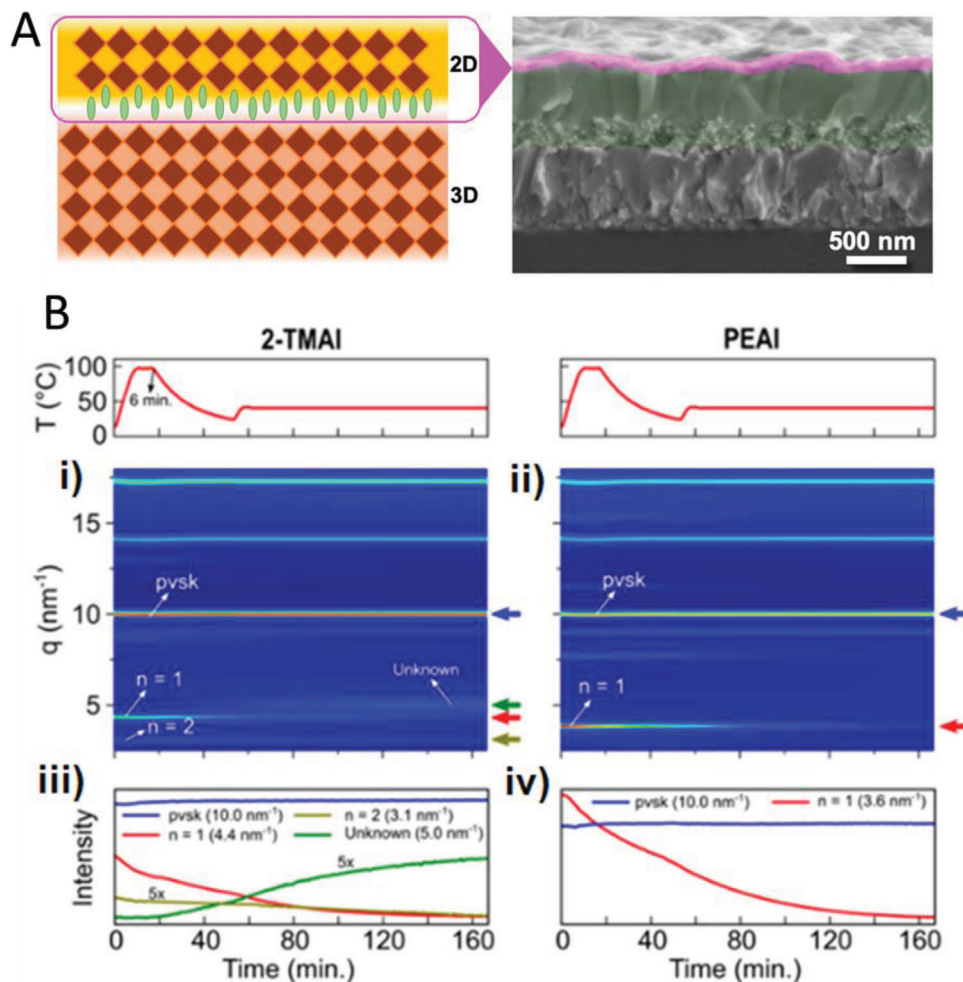 A
2D
3D
500 nm
B
2-TMAI
PEAI
T (°C)
100
50
0
6 min.
i)
ii)
q (nm⁻¹)
15
10
5
pvsk
n = 1
n = 2
Unknown
pvsk
n = 1
iii)
iv)
Intensity
pvsk (10.0 nm⁻¹)
n = 2 (3.1 nm⁻¹)
n = 1 (4.4 nm⁻¹)
Unknown (5.0 nm⁻¹)
5x
5x
pvsk (10.0 nm⁻¹)
n = 1 (3.6 nm⁻¹)
0 40 80 120 160
0 40 80 120 160
Time (min.)
Time (min.)